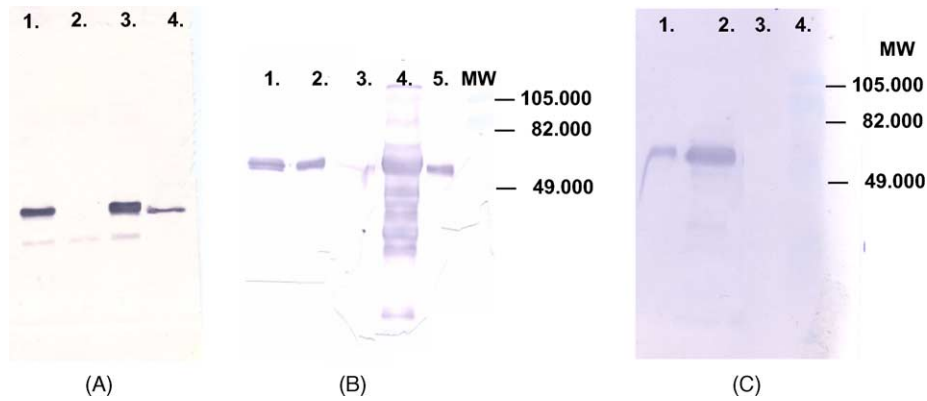 1. 2. 3. 4.
1. 2. 3. 4. 5. MW
— 105.000
— 82.000
— 49.000
1. 2. 3. 4.
MW
— 105.000
— 82.000
— 49.000
(A) (B) (C)